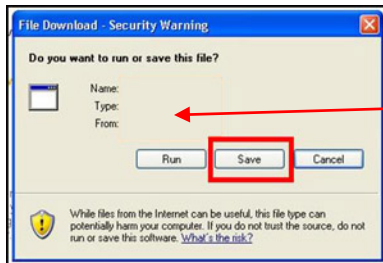 File Download - Security Warning
Do you want to run or save this file?
Name:
Type:
From:
Run Save Cancel
While files from the Internet can be useful, this file type can
potentially harm your computer. If you do not trust the source, do not
run or save this software. What's the risk?